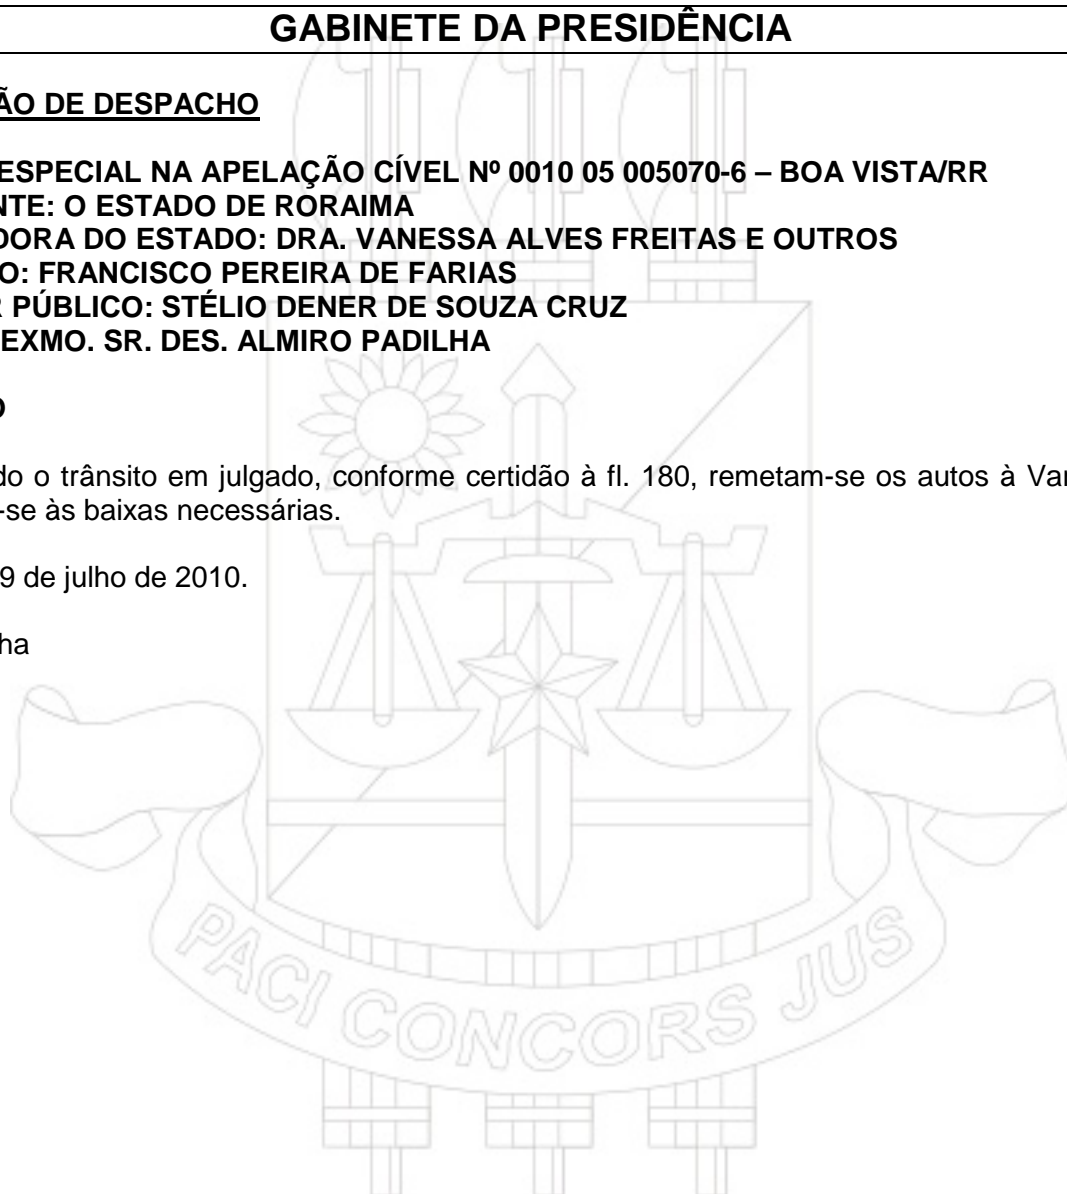 GABINETE DA PRESIDÊNCIA
ÃO DE DESPACHO
ESPECIAL NA APELAÇÃO CÍVEL Nº 0010 05 005070-6 – BOA VISTA/RR
NTE: O ESTADO DE RORAIMA
DORA DO ESTADO: DRA. VANESSA ALVES FREITAS E OUTROS
O: FRANCISCO PEREIRA DE FARIAS
R PÚBLICO: STÉLIO DENER DE SOUZA CRUZ
EXMO. SR. DES. ALMIRO PADILHA
O
do o trânsito em julgado, conforme certidão à fl. 180, remetam-se os autos à Va
-se às baixas necessárias.
9 de julho de 2010.
ha
PACI CONCORS JUS